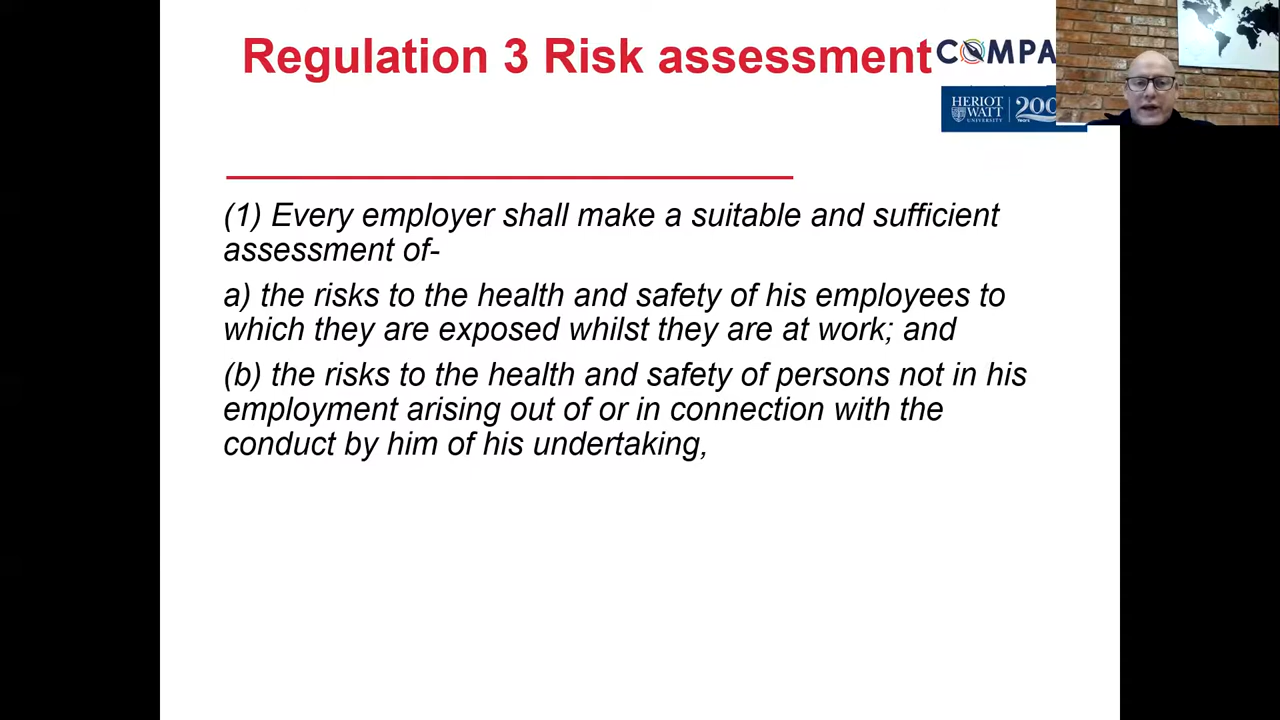 Regulation 3 Risk assessment
COMPA
HERIOT
WATT
UNIVERSITY
200
YEARS
(1) Every employer shall make a suitable and sufficient
assessment of-
a) the risks to the health and safety of his employees to
which they are exposed whilst they are at work; and
(b) the risks to the health and safety of persons not in his
employment arising out of or in connection with the
conduct by him of his undertaking,